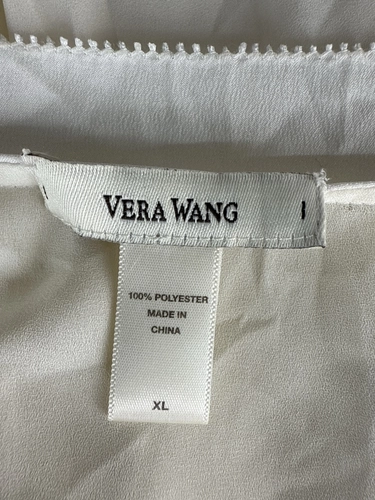 VERA WANG
100% POLYESTER
MADE IN
CHINA
XL